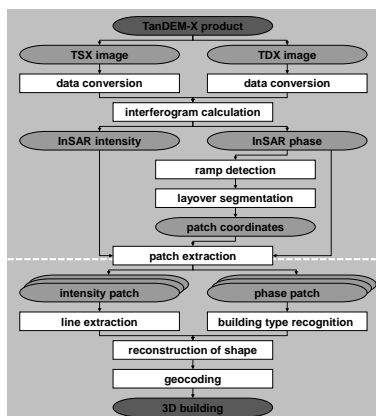 TanDEM-X product
TSX image
TDX image
data conversion
data conversion
interferogram calculation
InSAR intensity
InSAR phase
ramp detection
layover segmentation
patch coordinates
patch extraction
intensity patch
phase patch
line extraction
building type recognition
reconstruction of shape
geocoding
3D building